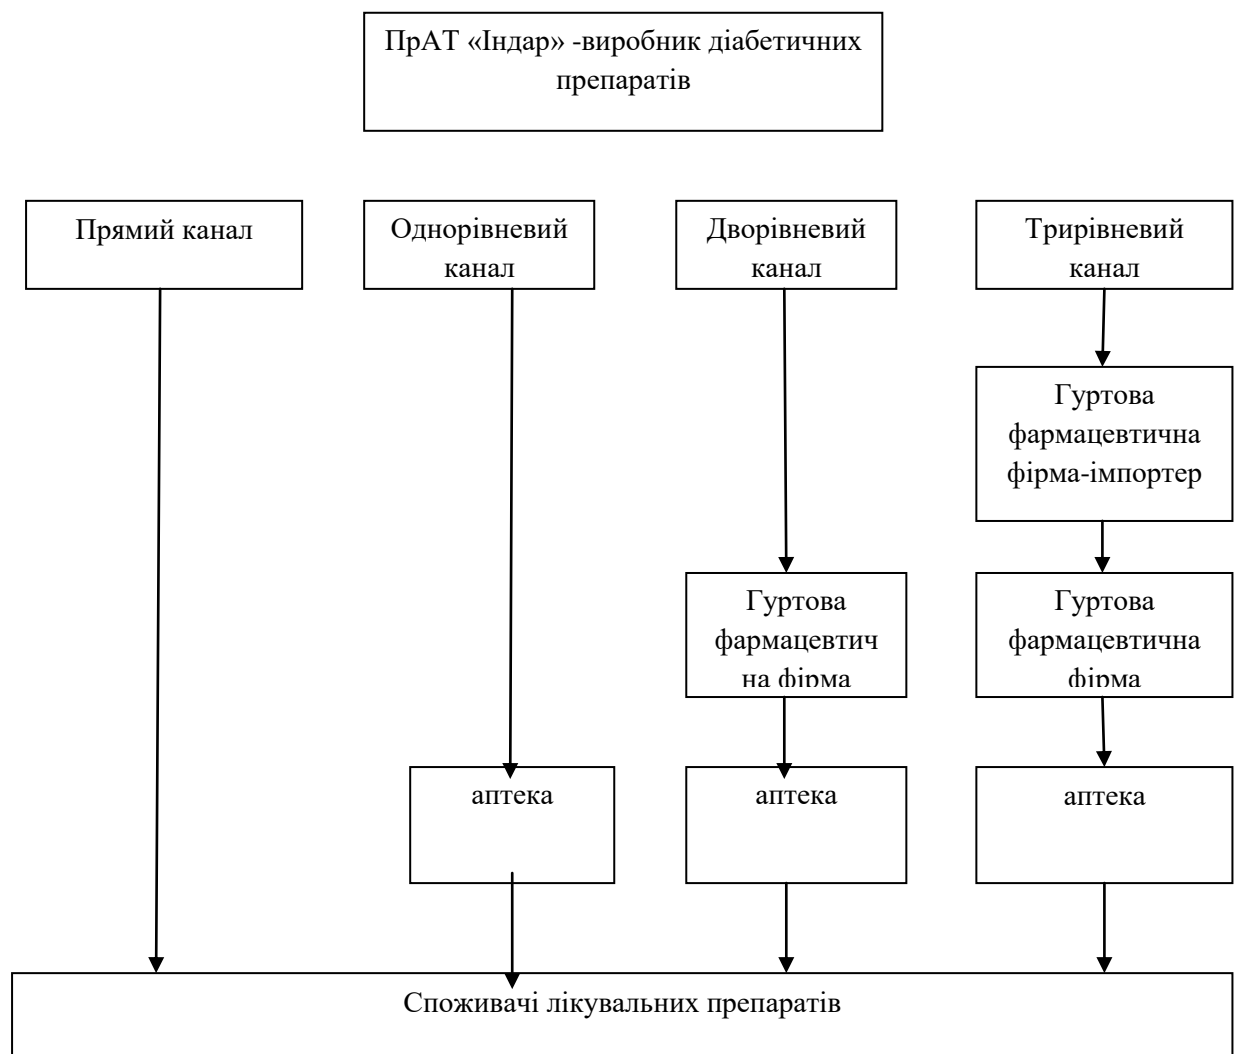 ПрАТ «Індар» -виробник діабетичних
препаратів
Прямий канал
Однорівневий
канал
Дворівневий
канал
Трирівневий
канал
Гуртова
фармацевтична
фірма-імпортер
Гуртова
фармацевтич
на фірма
Гуртова
фармацевтична
фірма
аптека
аптека
аптека
Споживачі лікувальних препаратів